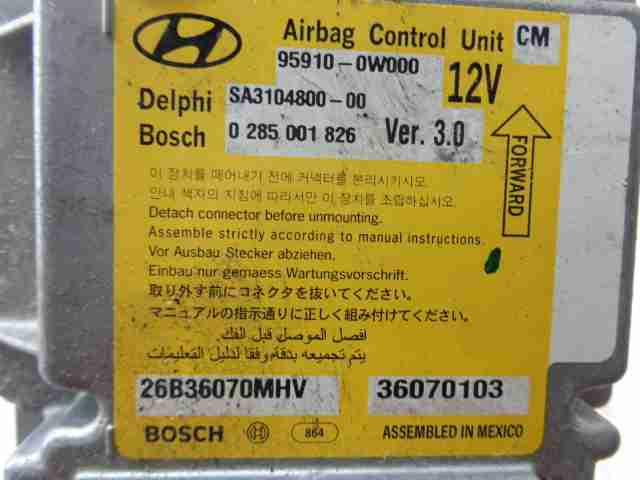 Airbag Control Unit CM
95910-0W000 12V
Delphi SA3104800-00
Bosch 0 285 001 826 Ver. 3.0
FORWARD
이 장치를 떼어내기 전에 커넥터를 분리시키시오.
안내 책자의 지침에 따라서만 이 장치를 조립하십시오.
Detach connector before unmounting.
Assemble strictly according to manual instructions.
Vor Ausbau Stecker abziehen.
Einbau nur gemaess Wartungsvorschrift.
取り外す前にコネクタを抜いてください。
マニュアルの指示通りに正しく組み付けてください。
افصل الموصل قبل الفك
يتم تجميعه بدقة وفقا لدليل التعليمات
26B36070MHV 36070103
BOSCH 864 ASSEMBLED IN MEXICO